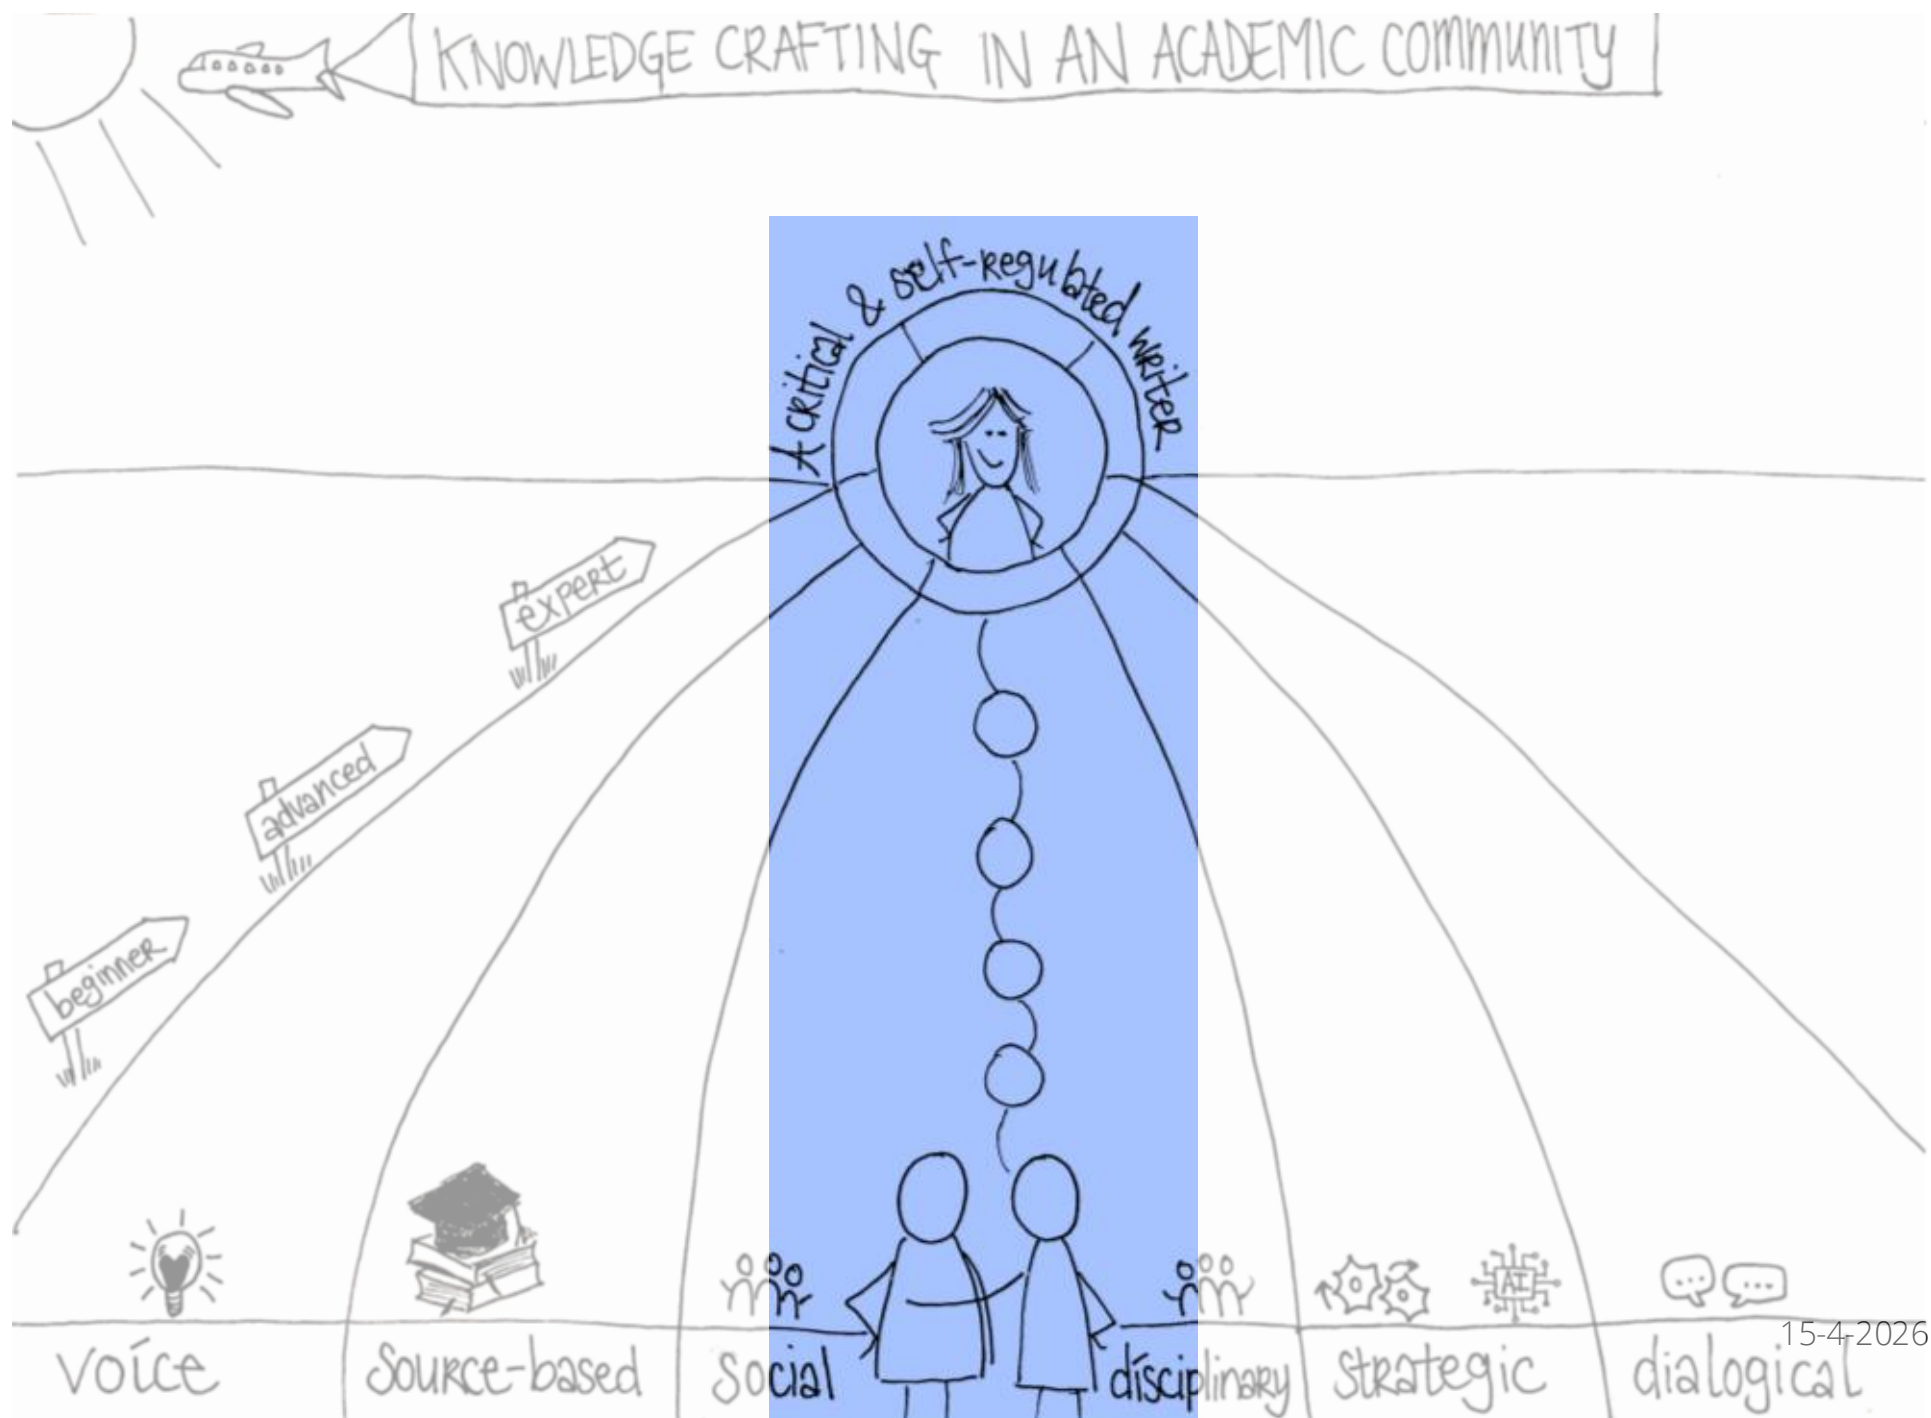 KNOWLEDGE CRAFTING IN AN ACADEMIC COMMUNITY
A critical & self-regulated writer
expert
advanced
beginner
AI
15-4-2026
voice
source-based
social
disciplinary
strategic
dialogical